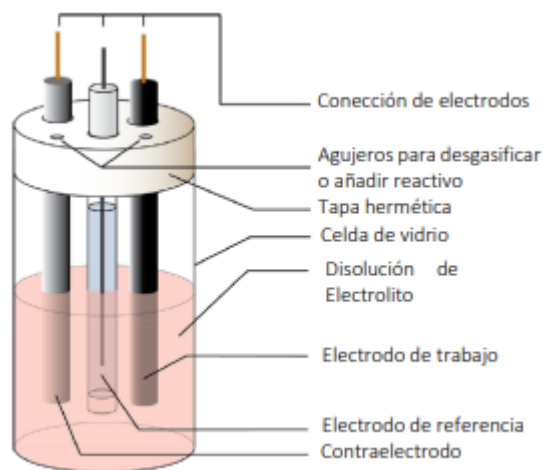 Conección de electrodos
Agujeros para desgasificar
o añadir reactivo
Tapa hermética
Celda de vidrio
Disolución de
Electrolito
Electrodo de trabajo
Electrodo de referencia
Contraelectrodo